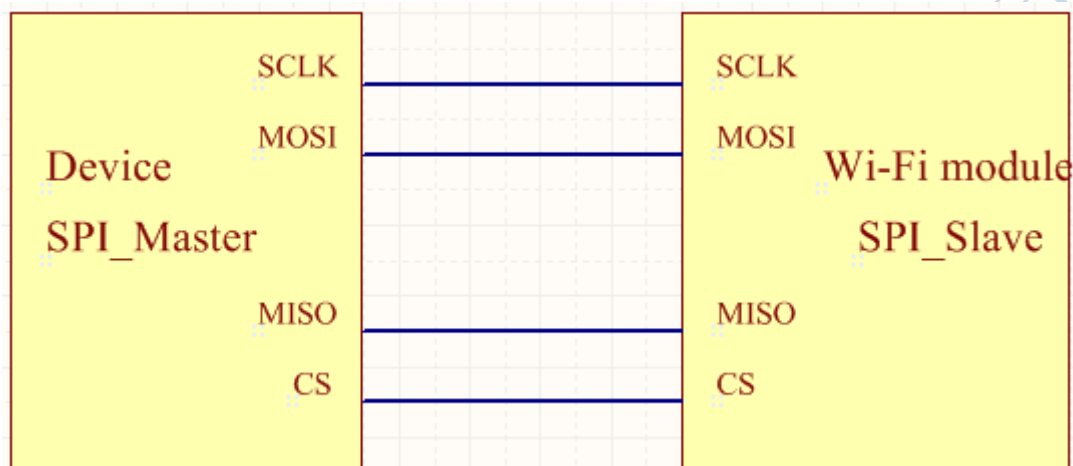 SCLK
SCLK
MOSI
MOSI
Device
Wi-Fi module
SPI_Master
SPI_Slave
MISO
MISO
CS
CS